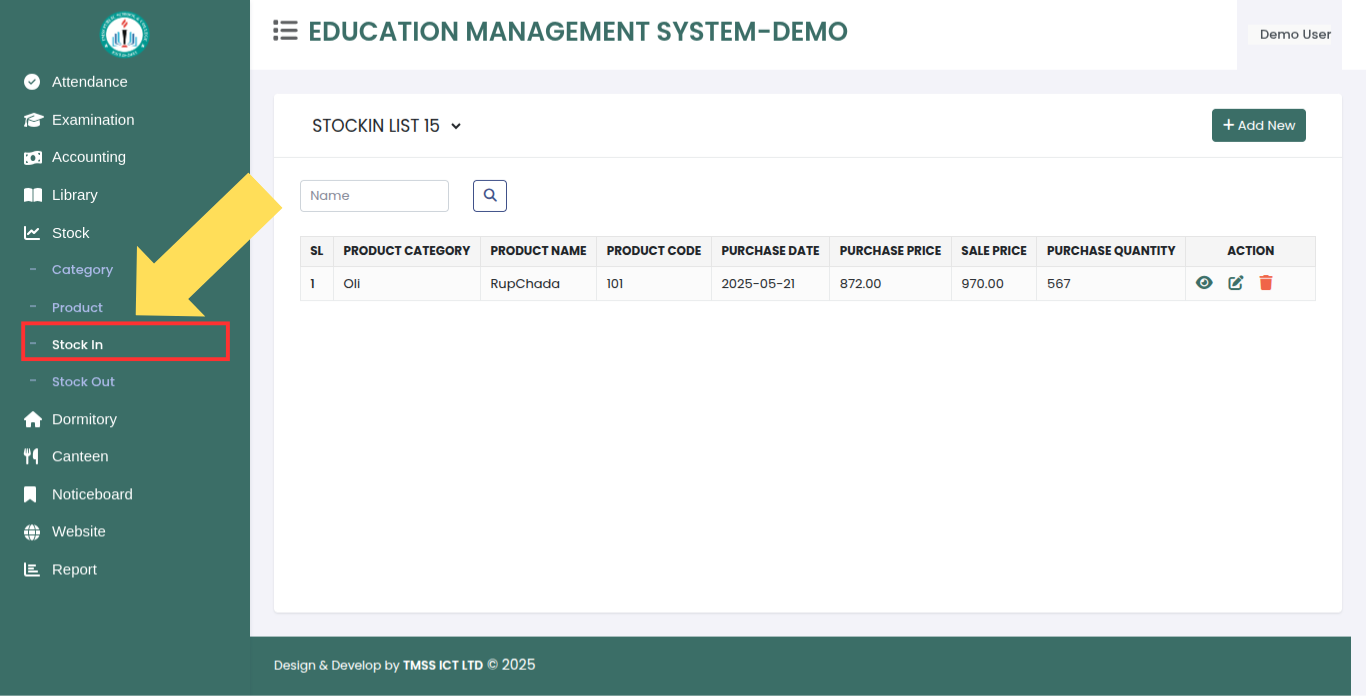 EDUCATION MANAGEMENT SYSTEM-DEMO
Demo User
Attendance
Examination
Accounting
Library
Stock
- Category
- Product
- Stock In
- Stock Out
Dormitory
Canteen
Noticeboard
Website
Report
STOCKIN LIST 15
+ Add New
Name
SL PRODUCT CATEGORY PRODUCT NAME PRODUCT CODE PURCHASE DATE PURCHASE PRICE SALE PRICE PURCHASE QUANTITY ACTION
1 Oli RupChada 101 2025-05-21 872.00 970.00 567
Design & Develop by TMSS ICT LTD © 2025